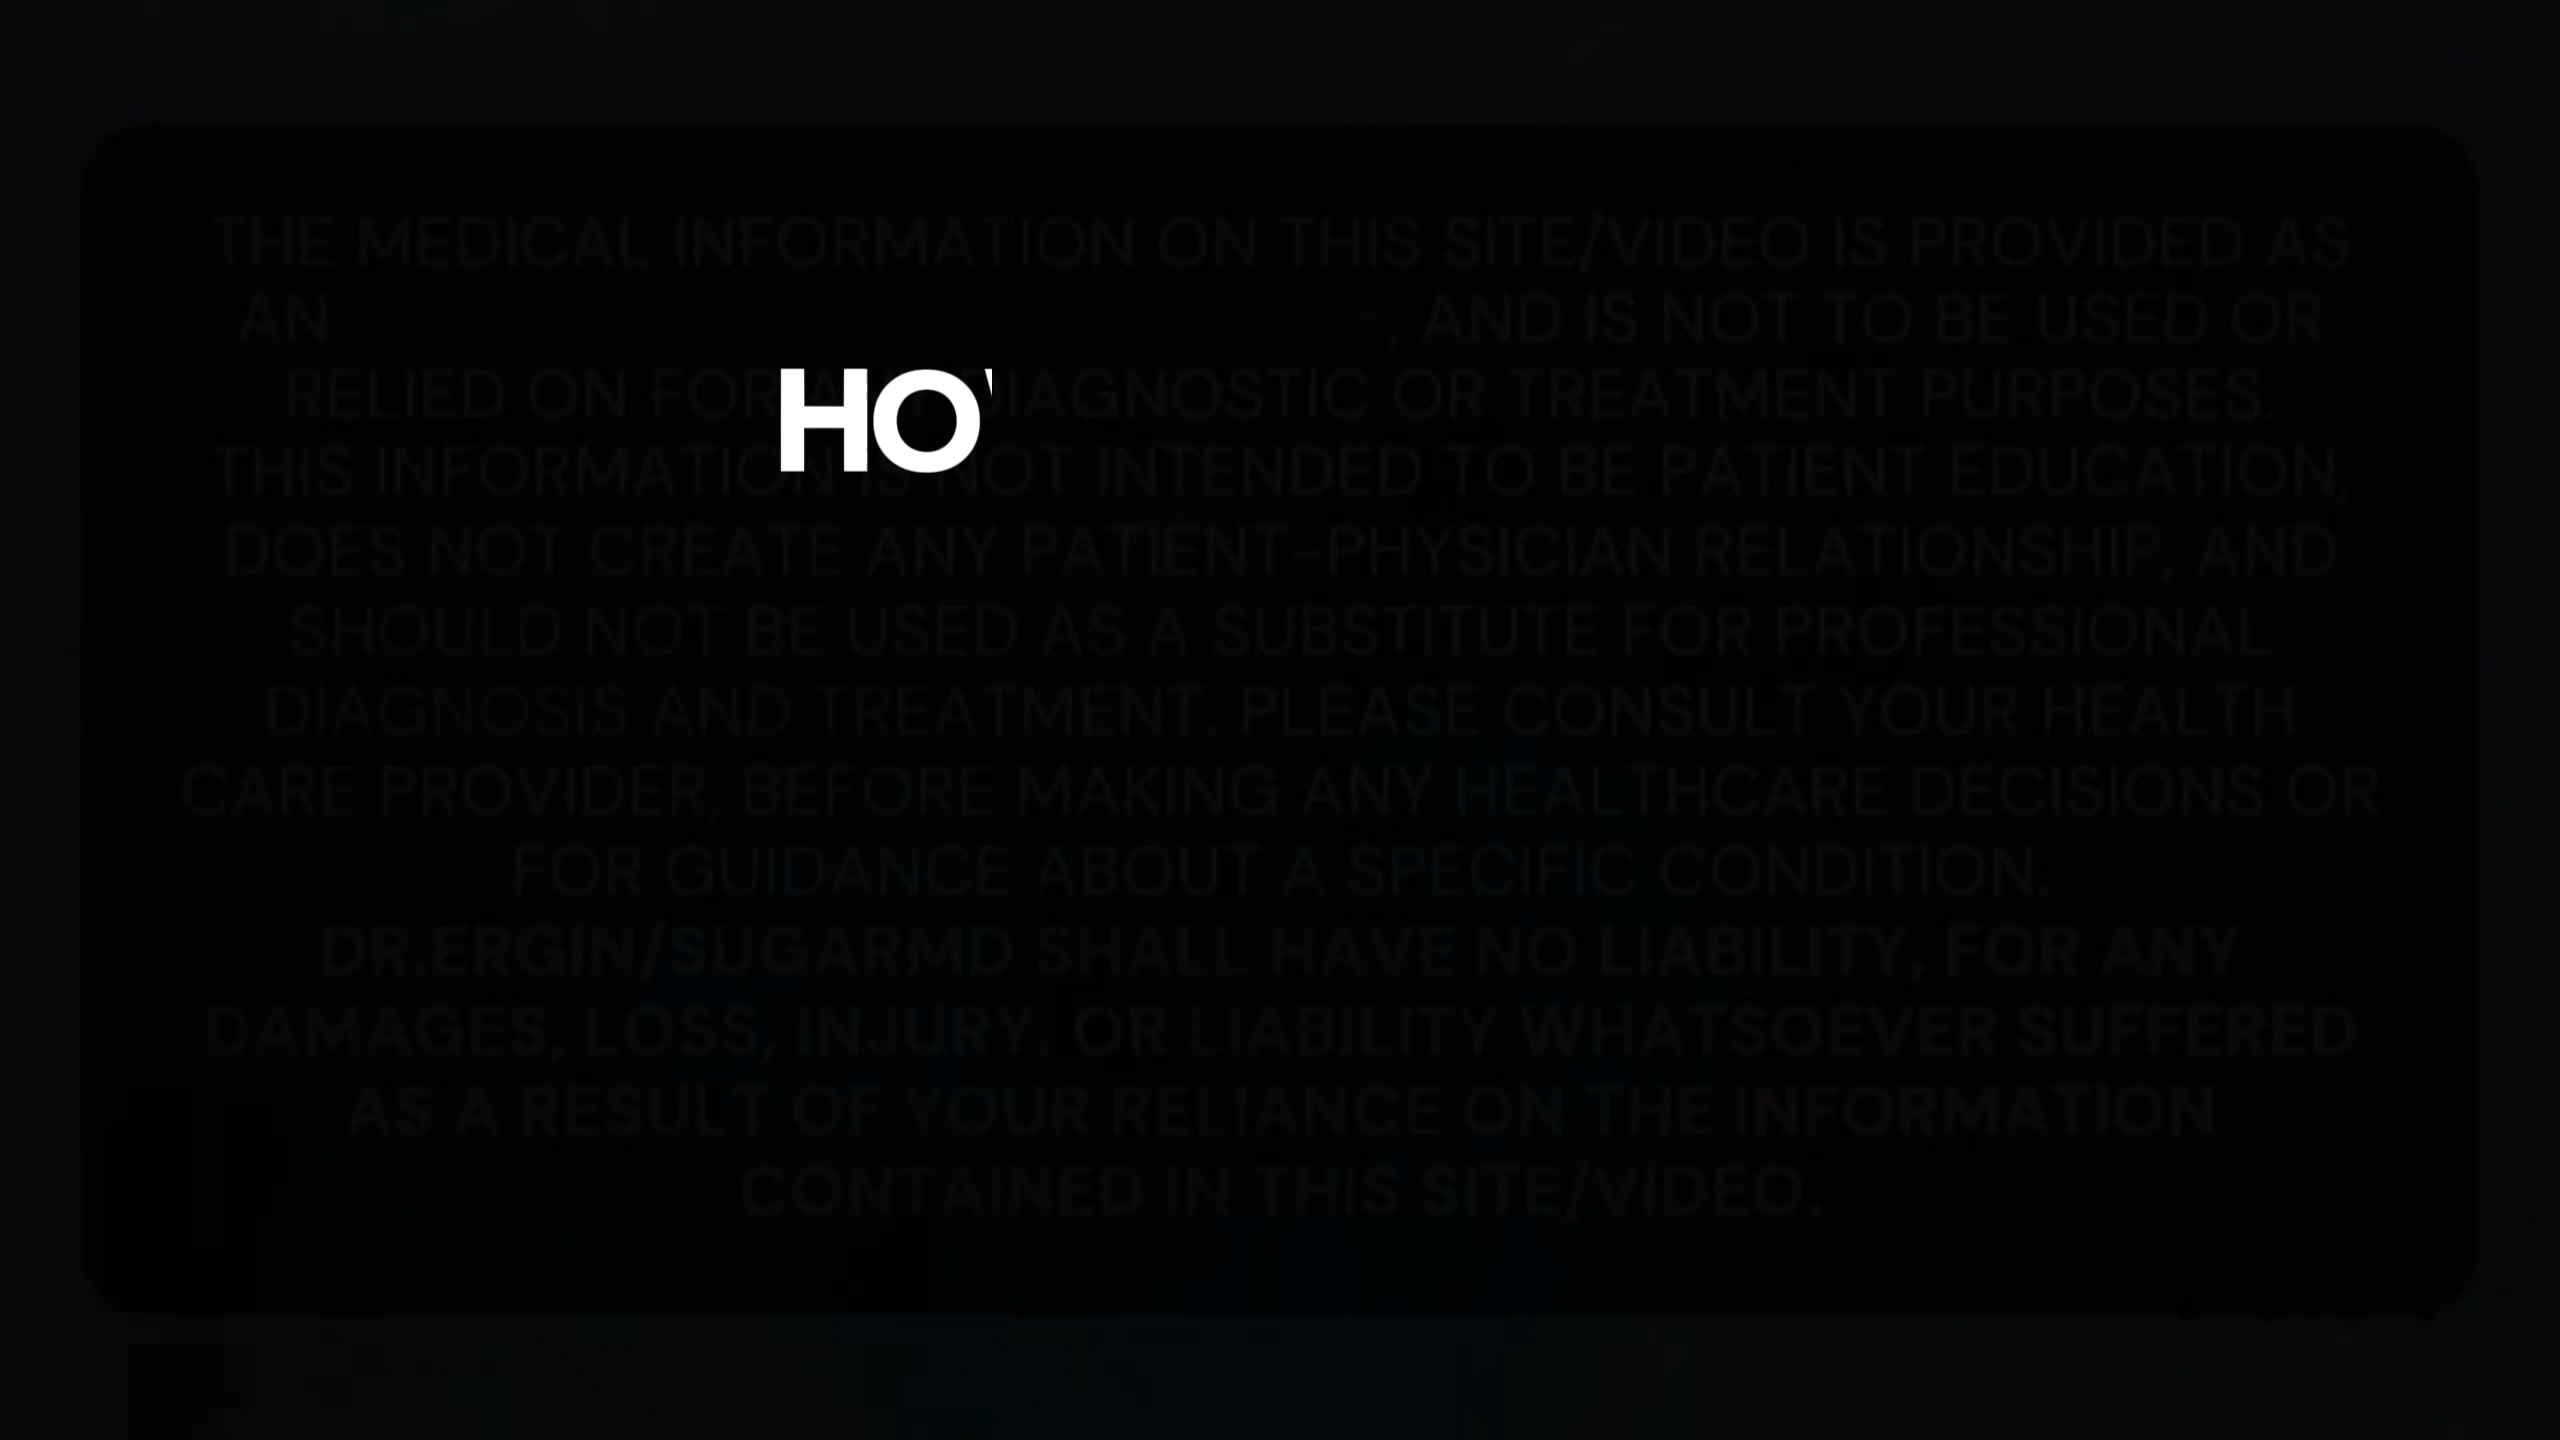 THE MEDICAL INFORMATION ON THIS SITE/VIDEO IS PROVIDED AS
AN INFORMATION RESOURCE ONLY, AND IS NOT TO BE USED OR
HO
RELIED ON FOR DIAGNOSTIC OR TREATMENT PURPOSES.
THIS INFORMATION IS NOT INTENDED TO BE PATIENT EDUCATION,
DOES NOT CREATE ANY PATIENT-PHYSICIAN RELATIONSHIP, AND
SHOULD NOT BE USED AS A SUBSTITUTE FOR PROFESSIONAL
DIAGNOSIS AND TREATMENT. PLEASE CONSULT YOUR HEALTH
CARE PROVIDER, BEFORE MAKING ANY HEALTHCARE DECISIONS OR
FOR GUIDANCE ABOUT A SPECIFIC CONDITION.
DR.ERGIN/SUGARMD SHALL HAVE NO LIABILITY, FOR ANY
DAMAGES, LOSS, INJURY, OR LIABILITY WHATSOEVER SUFFERED
AS A RESULT OF YOUR RELIANCE ON THE INFORMATION
CONTAINED IN THIS SITE/VIDEO.